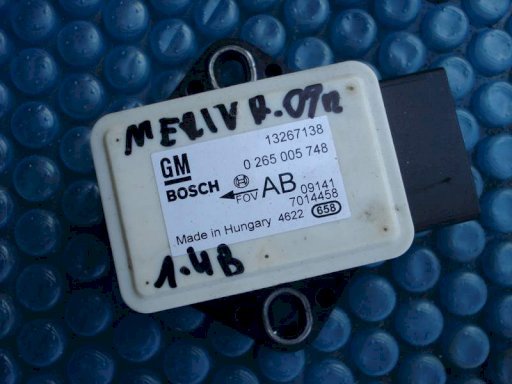 MERIVA.09r
13267138
GM
0 265 005 748
BOSCH
FOV AB 09141
7014458
Made in Hungary 4622 658
1.4B